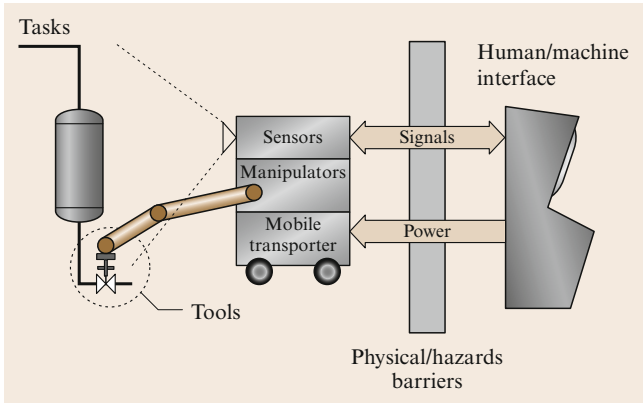 Tasks
Human/machine
interface
Sensors
Signals
Manipulators
Mobile
transporter
Power
Tools
Physical/hazards
barriers